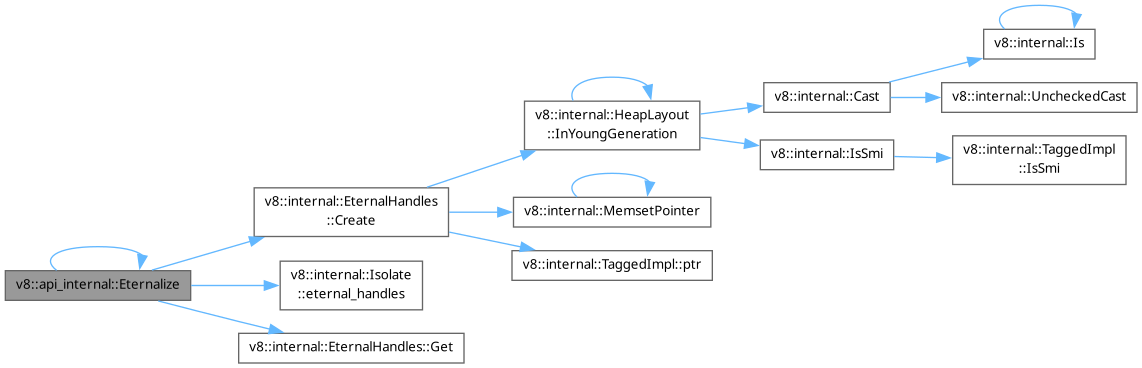 v8::internal::Is
v8::internal::Cast
v8::internal::UncheckedCast
v8::internal::HeapLayout
::InYoungGeneration
v8::internal::IsSmi
v8::internal::TaggedImpl
::IsSmi
v8::internal::EternalHandles
::Create
v8::internal::MemsetPointer
v8::internal::TaggedImpl::ptr
v8::api_internal::Eternalize
v8::internal::Isolate
::eternal_handles
v8::internal::EternalHandles::Get